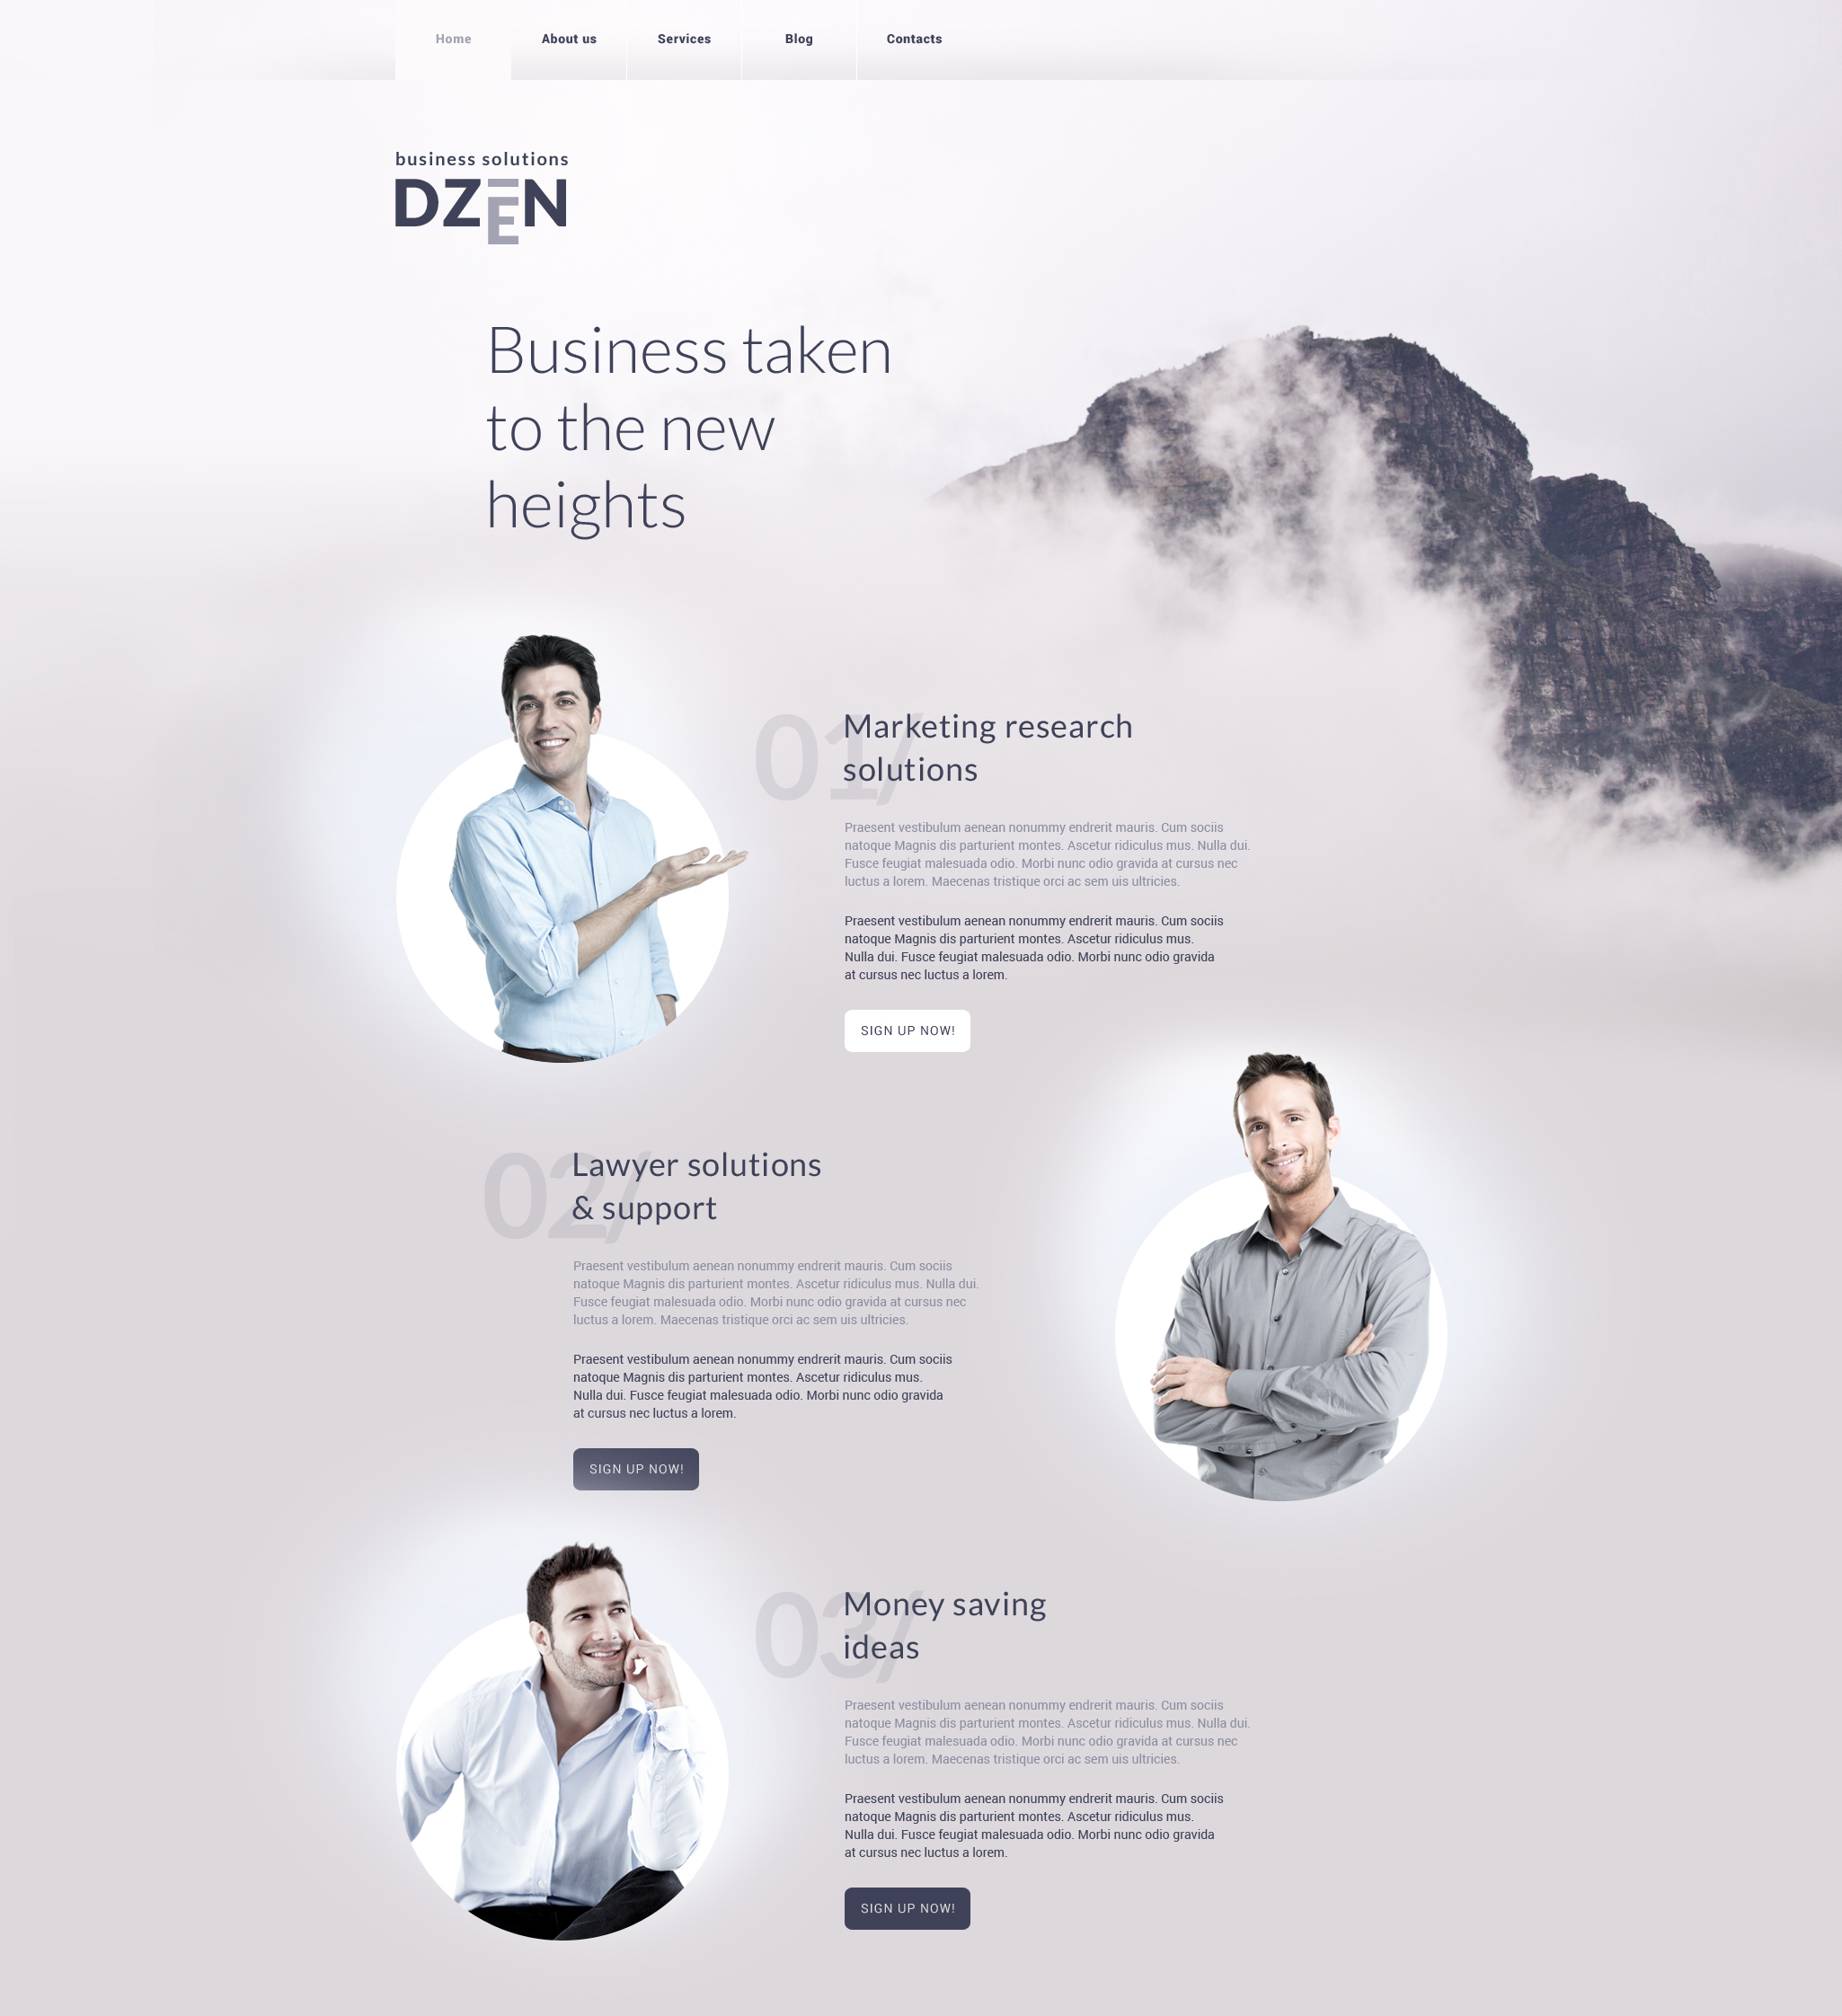 Home
About us
Services
Blog
Contacts
business solutions
DZEN
Business taken
to the new
heights
01/
Marketing research
solutions
Praesent vestibulum aenean nonummy endrerit mauris. Cum sociis
natoque Magnis dis parturient montes. Ascetur ridiculus mus. Nulla dui.
Fusce feugiat malesuada odio. Morbi nunc odio gravida at cursus nec
luctus a lorem. Maecenas tristique orci ac sem uis ultricies.
Praesent vestibulum aenean nonummy endrerit mauris. Cum sociis
natoque Magnis dis parturient montes. Ascetur ridiculus mus.
Nulla dui. Fusce feugiat malesuada odio. Morbi nunc odio gravida
at cursus nec luctus a lorem.
SIGN UP NOW!
02/
Lawyer solutions
& support
Praesent vestibulum aenean nonummy endrerit mauris. Cum sociis
natoque Magnis dis parturient montes. Ascetur ridiculus mus. Nulla dui.
Fusce feugiat malesuada odio. Morbi nunc odio gravida at cursus nec
luctus a lorem. Maecenas tristique orci ac sem uis ultricies.
Praesent vestibulum aenean nonummy endrerit mauris. Cum sociis
natoque Magnis dis parturient montes. Ascetur ridiculus mus.
Nulla dui. Fusce feugiat malesuada odio. Morbi nunc odio gravida
at cursus nec luctus a lorem.
SIGN UP NOW!
03/
Money saving
ideas
Praesent vestibulum aenean nonummy endrerit mauris. Cum sociis
natoque Magnis dis parturient montes. Ascetur ridiculus mus. Nulla dui.
Fusce feugiat malesuada odio. Morbi nunc odio gravida at cursus nec
luctus a lorem. Maecenas tristique orci ac sem uis ultricies.
Praesent vestibulum aenean nonummy endrerit mauris. Cum sociis
natoque Magnis dis parturient montes. Ascetur ridiculus mus.
Nulla dui. Fusce feugiat malesuada odio. Morbi nunc odio gravida
at cursus nec luctus a lorem.
SIGN UP NOW!